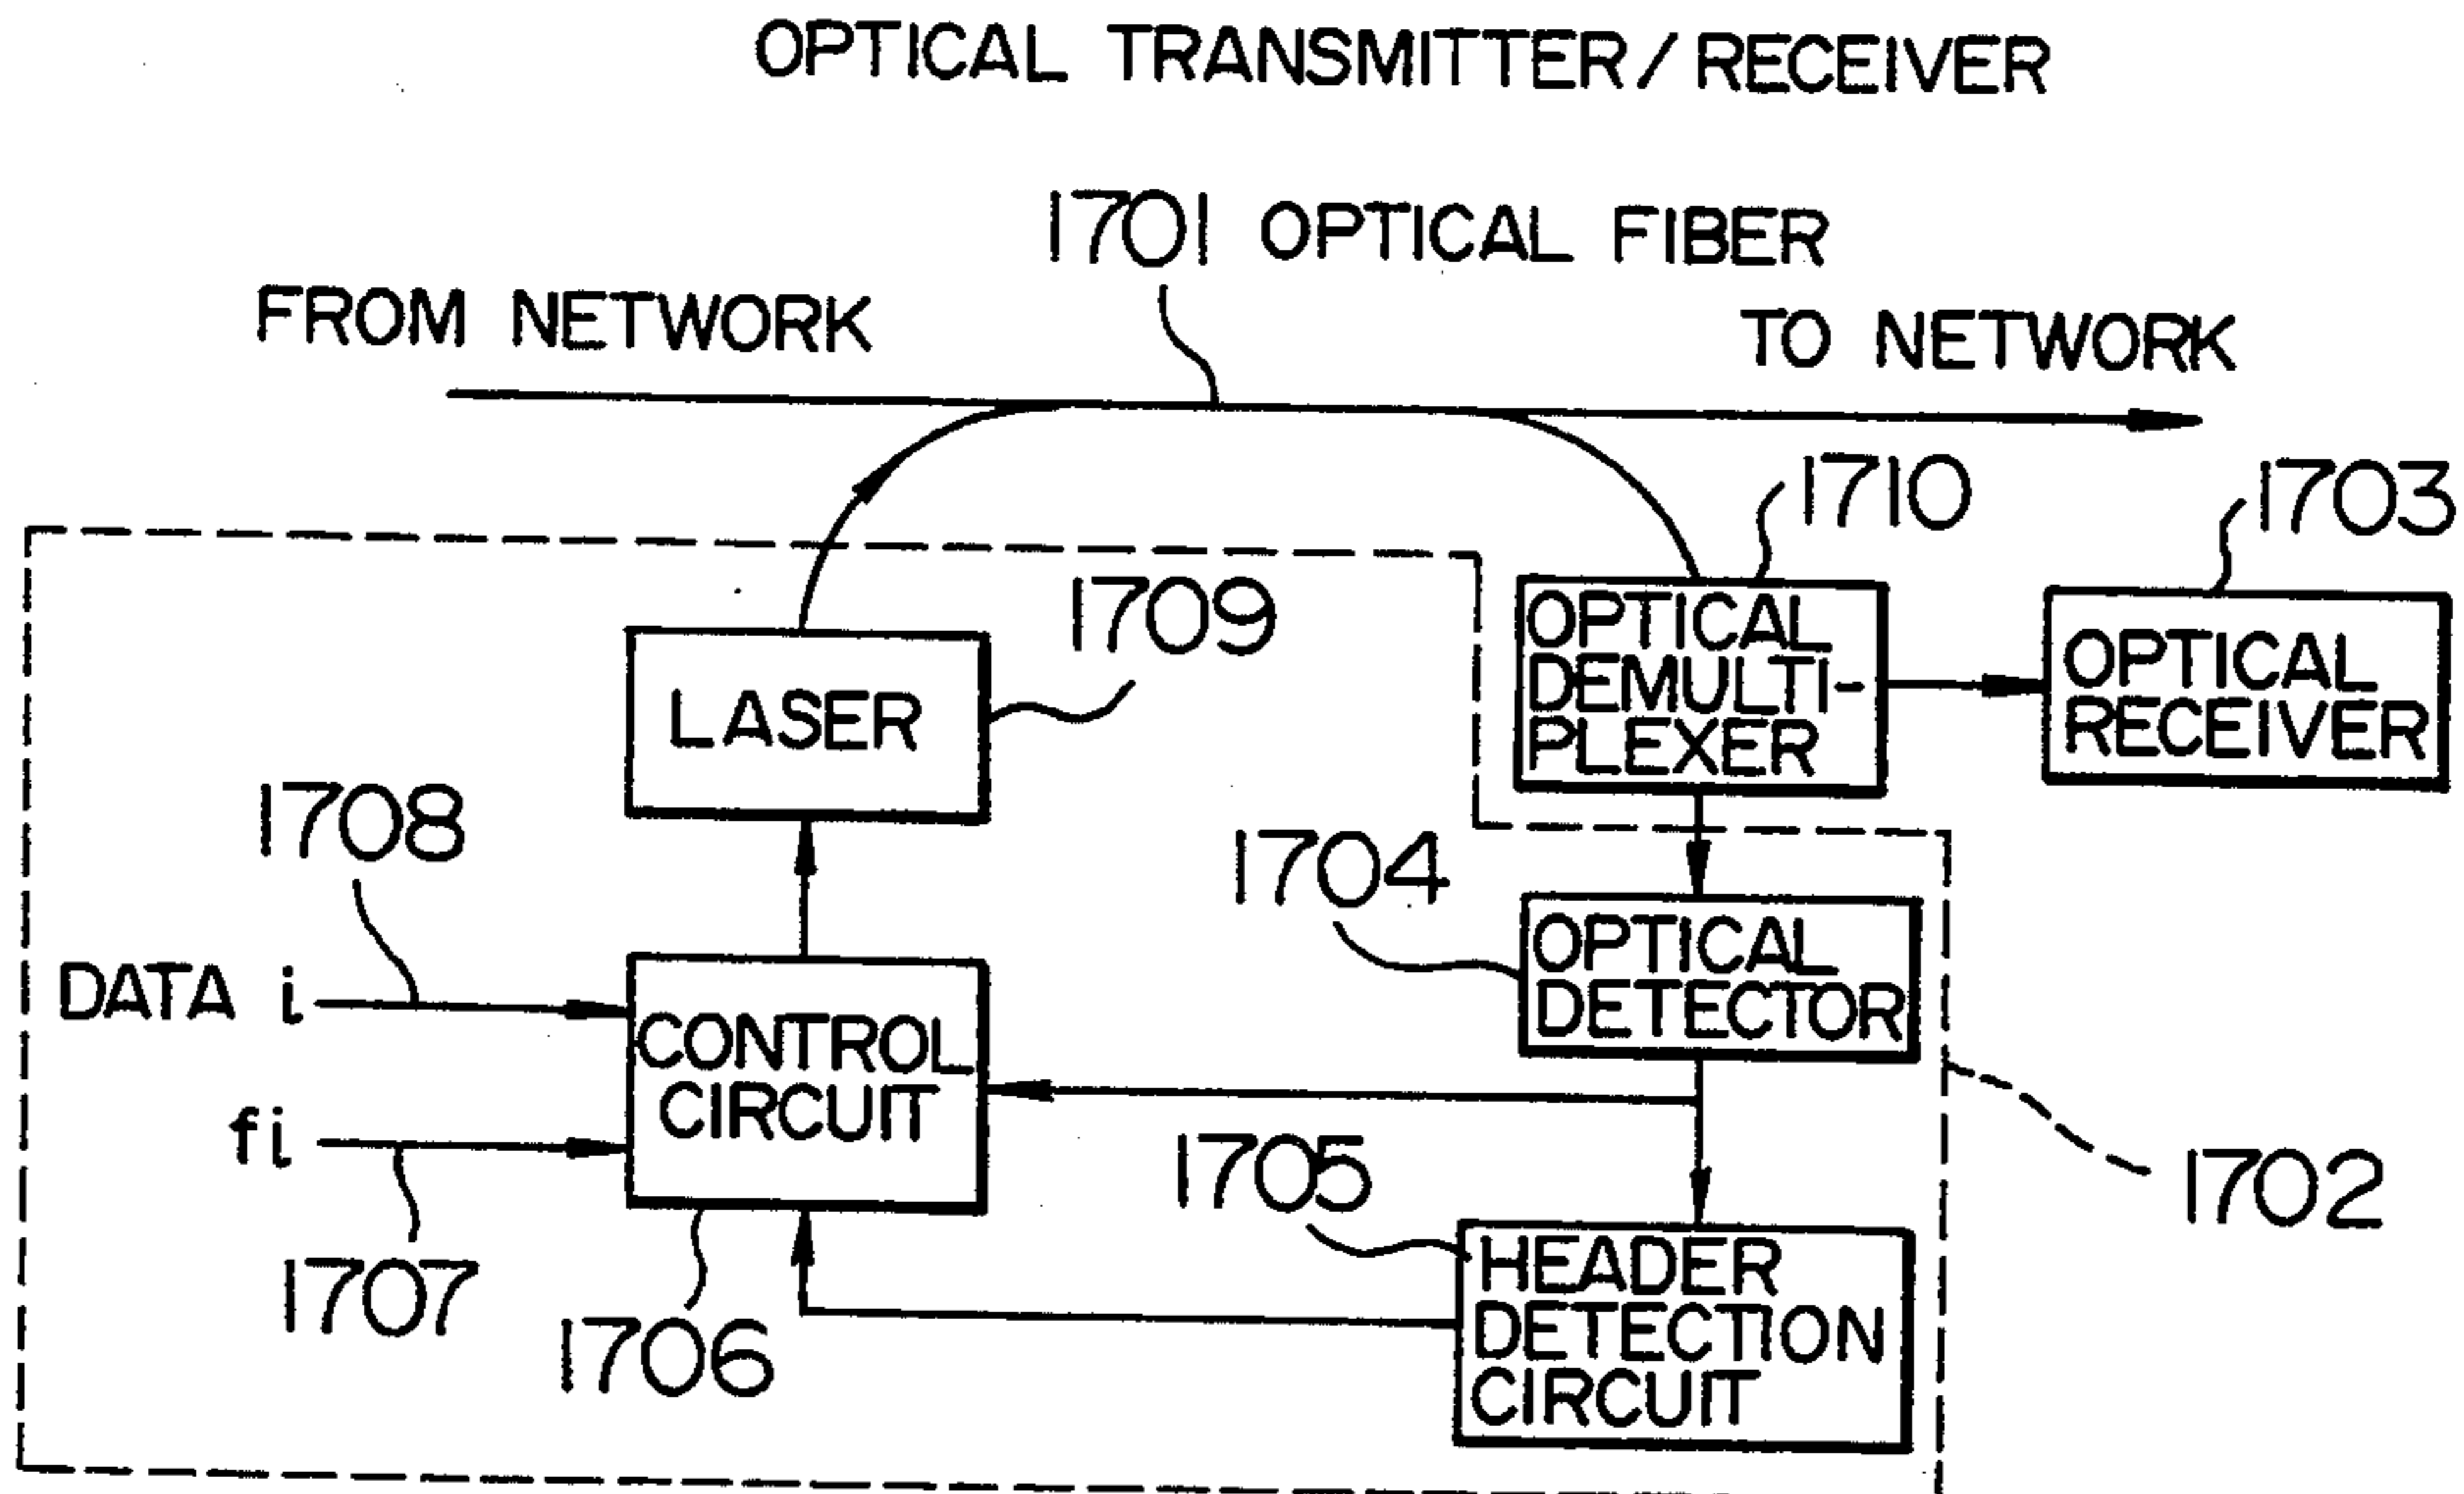 OPTICAL TRANSMITTER/RECEIVER
1701 OPTICAL FIBER
FROM NETWORK
TO NETWORK
1710
1703
1709
OPTICAL
DEMULTI-
PLEXER
OPTICAL
RECEIVER
LASER
1708
1704
OPTICAL
DETECTOR
DATA i
CONTROL
CIRCUIT
fi
1705
1702
1707
1706
HEADER
DETECTION
CIRCUIT